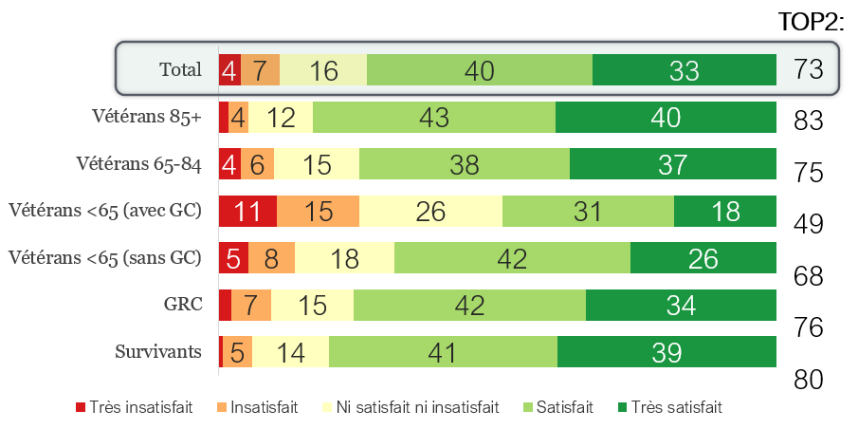 TOP2:
Total 4 7 16 40 33 73
Vétérans 85+ 4 12 43 40 83
Vétérans 65-84 4 6 15 38 37 75
Vétérans <65 (avec GC) 11 15 26 31 18 49
Vétérans <65 (sans GC) 5 8 18 42 26 68
GRC 7 15 42 34 76
Survivants 5 14 41 39 80
Très insatisfait Insatisfait Ni satisfait ni insatisfait Satisfait Très satisfait